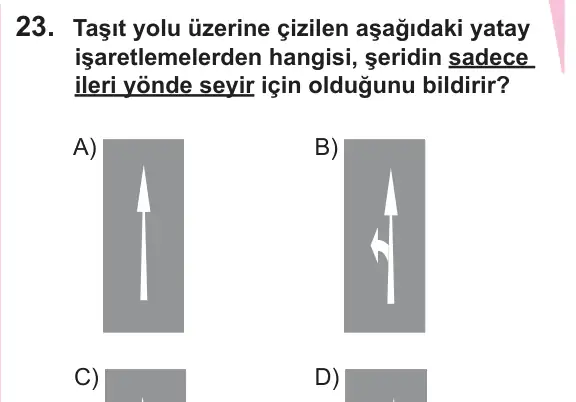 23. Taşıt yolu üzerine çizilen aşağıdaki yatay
işaretlemelerden hangisi, şeridin sadece
ileri yönde seyir için olduğunu bildirir?
A) B)
C) D)